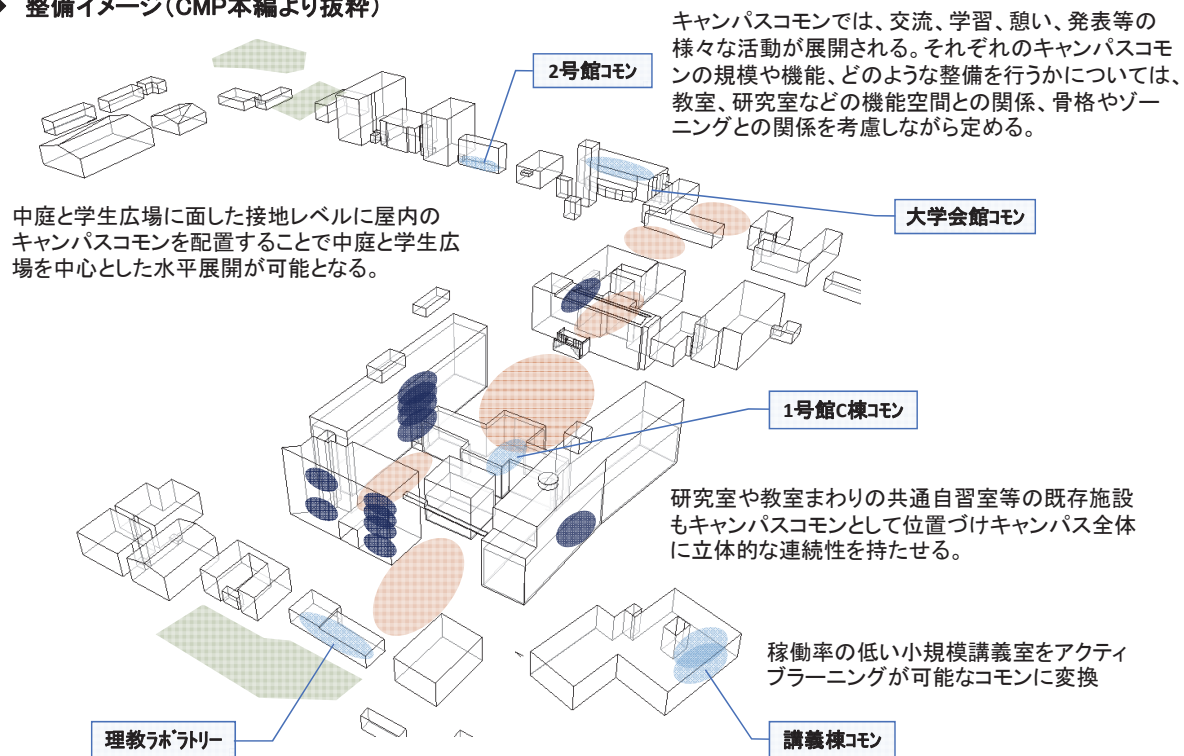 整備イメージ（CMP本編より抜粋）
キャンパスコモンでは、交流、学習、憩い、発表等の
様々な活動が展開される。それぞれのキャンパスコモ
ンの規模や機能、どのような整備を行うかについては、
教室、研究室などの機能空間との関係、骨格やゾー
ニングとの関係を考慮しながら定める。
2号館コモン
大学会館コモン
中庭と学生広場に面した接地レベルに屋内の
キャンパスコモンを配置することで中庭と学生広
場を中心とした水平展開が可能となる。
1号館C棟コモン
研究室や教室まわりの共通自習室等の既存施設
もキャンパスコモンとして位置づけキャンパス全体
に立体的な連続性を持たせる。
稼働率の低い小規模講義室をアクティ
ブラーニングが可能なコモンに変換
理教ラボラトリー
講義棟コモン